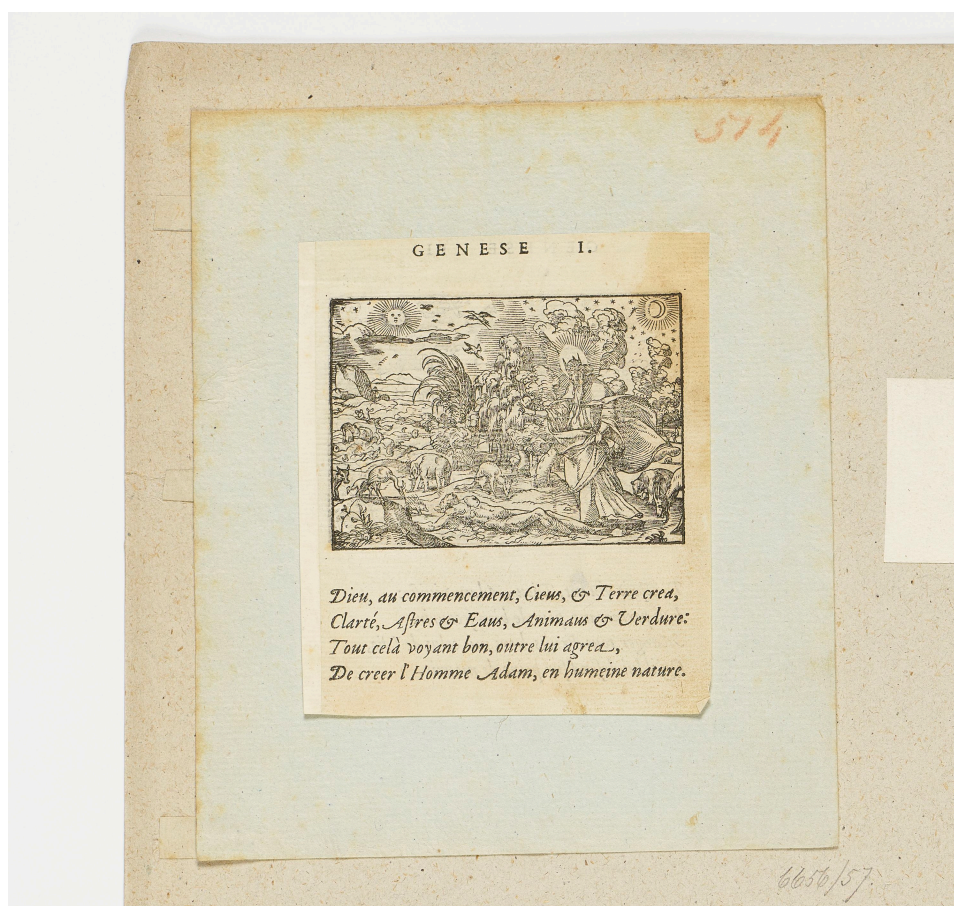 514
GENESE I.
Dieu, au commencement, Cieus, & Terre crea,
Clarté, Aſtres & Eaus, Animaus & Verdure:
Tout celà voyant bon, outre lui agrea,
De creer l'Homme Adam, en humeine nature.
6656/57.